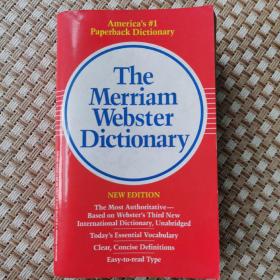 America's #1
Paperback Dictionary
The
Merriam
Webster
Dictionary
NEW EDITION
The Most Authoritative—
Based on Webster's Third New
International Dictionary, Unabridged
Today's Essential Vocabulary
Clear, Concise Definitions
Easy-to-read Type